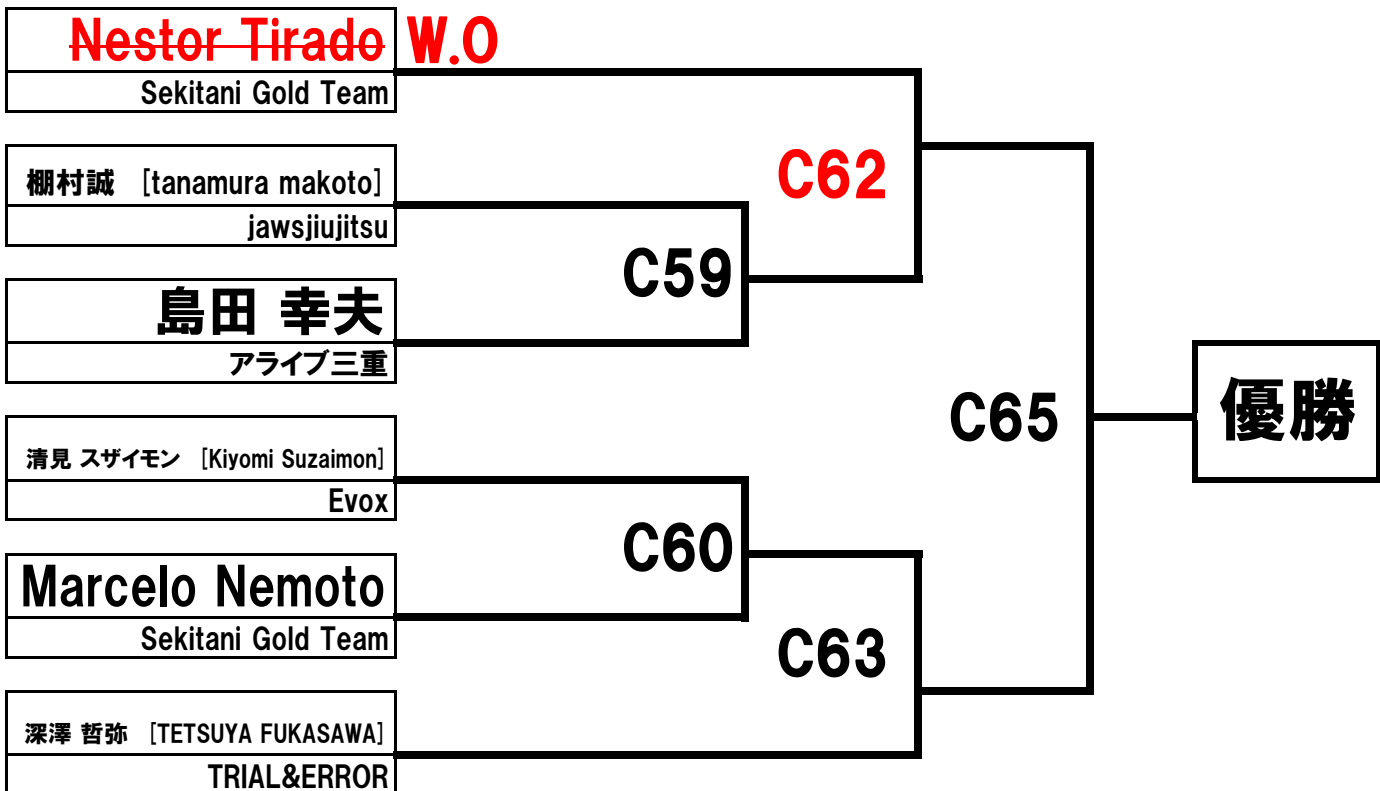 Nestor Tirado W.O
Sekitani Gold Team
棚村誠 [tanamura makoto]
jawsjiujitsu
島田 幸夫
アライブ三重
清見 スザイモン [Kiyomi Suzaimon]
Evox
Marcelo Nemoto
Sekitani Gold Team
深澤 哲弥 [TETSUYA FUKASAWA]
TRIAL&ERROR
C59
C60
C62
C63
C65
優勝